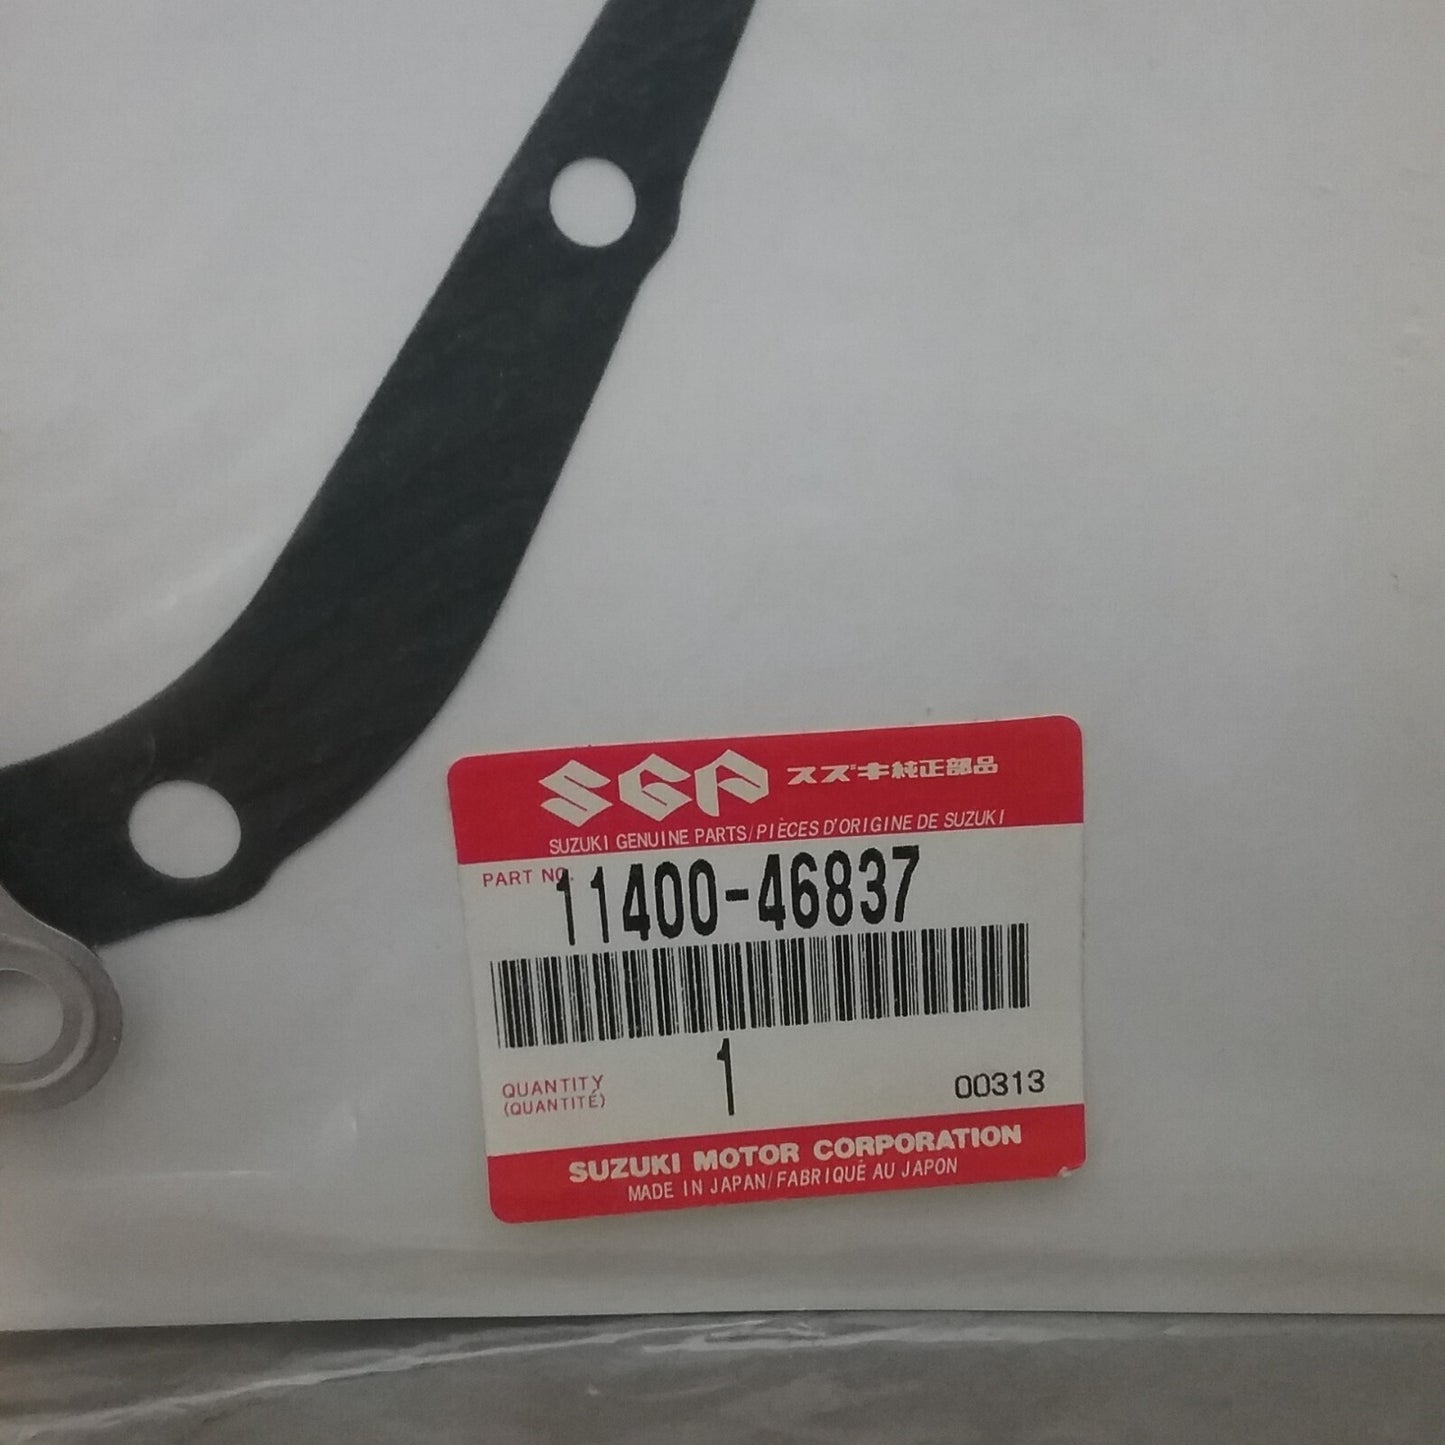 SGP スズキ純正部品
SUZUKI GENUINE PARTS/PIÈCES D'ORIGINE DE SUZUKI
PART NO. 11400-46837
QUANTITY 1 00313
(QUANTITÉ)
SUZUKI MOTOR CORPORATION
MADE IN JAPAN/FABRIQUÉ AU JAPON